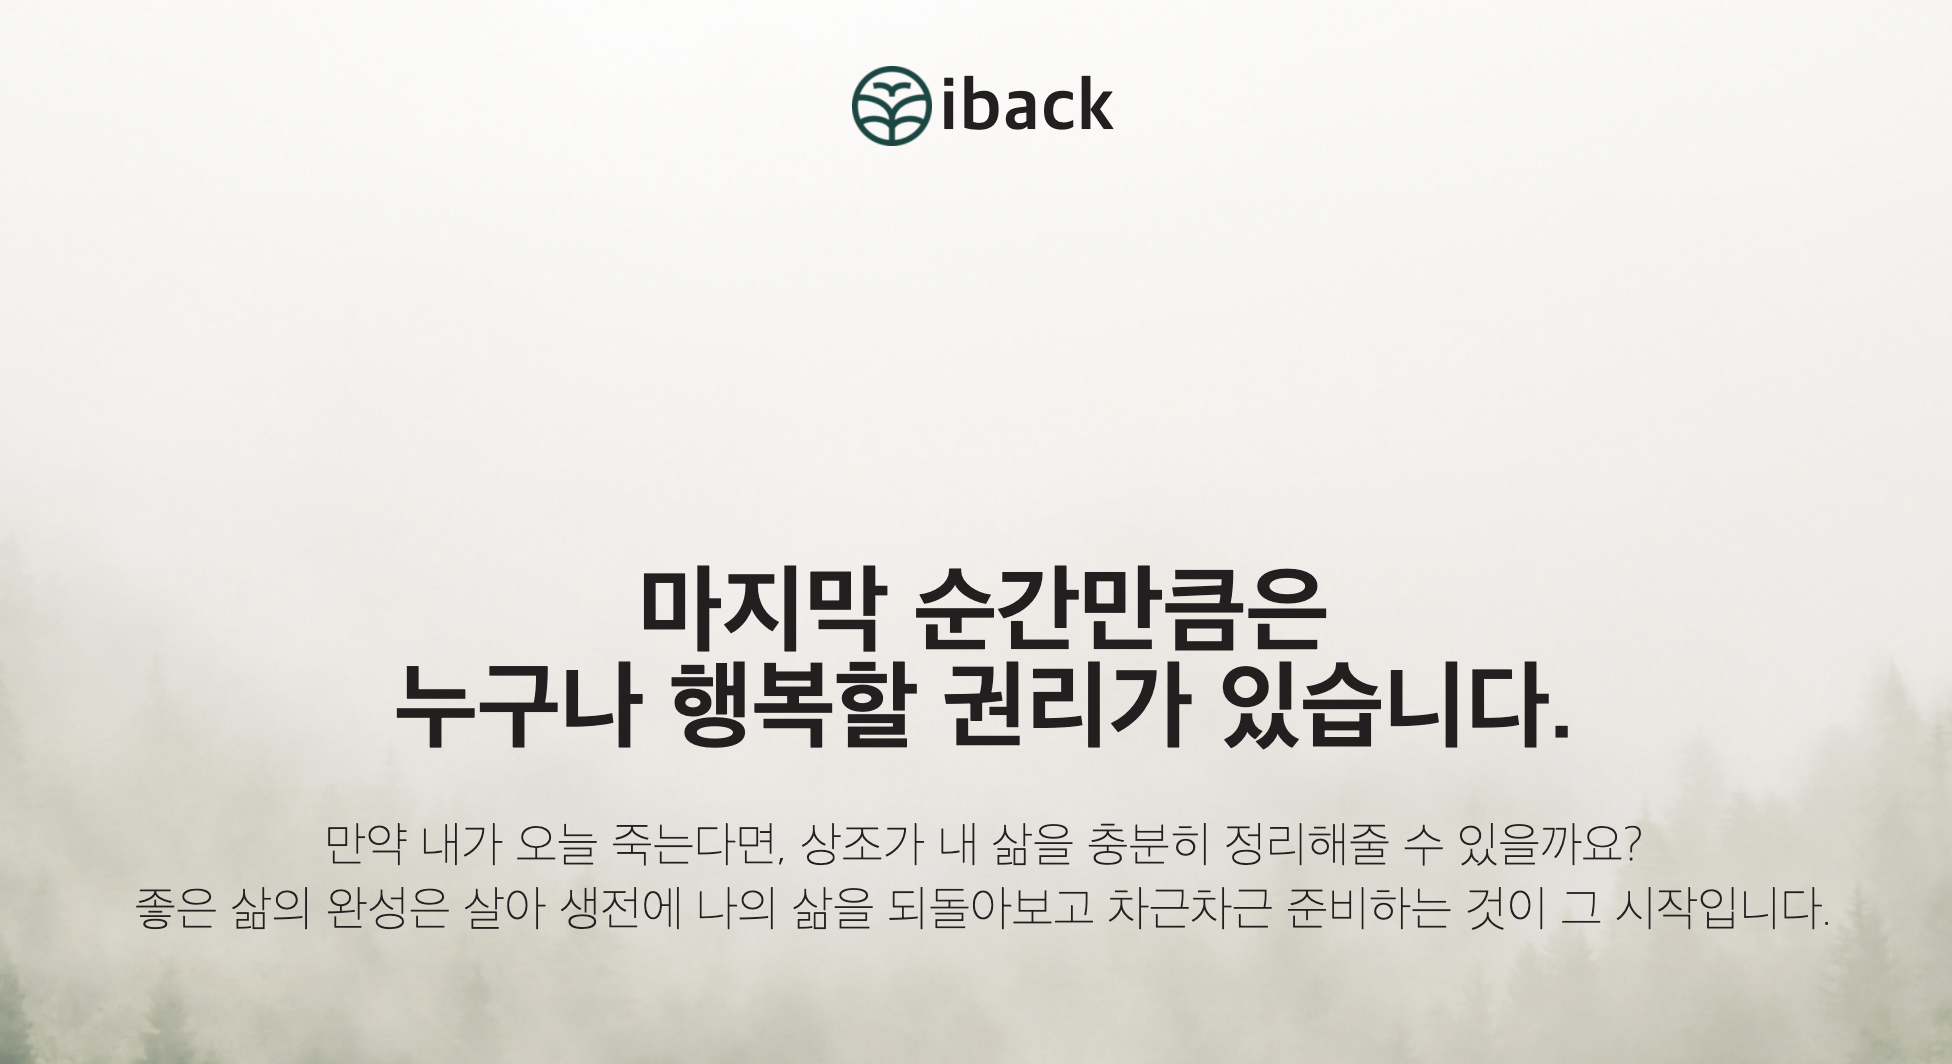 iback
마지막 순간만큼은
누구나 행복할 권리가 있습니다.
만약 내가 오늘 죽는다면, 상조가 내 삶을 충분히 정리해줄 수 있을까요?
좋은 삶의 완성은 살아 생전에 나의 삶을 되돌아보고 차근차근 준비하는 것이 그 시작입니다.